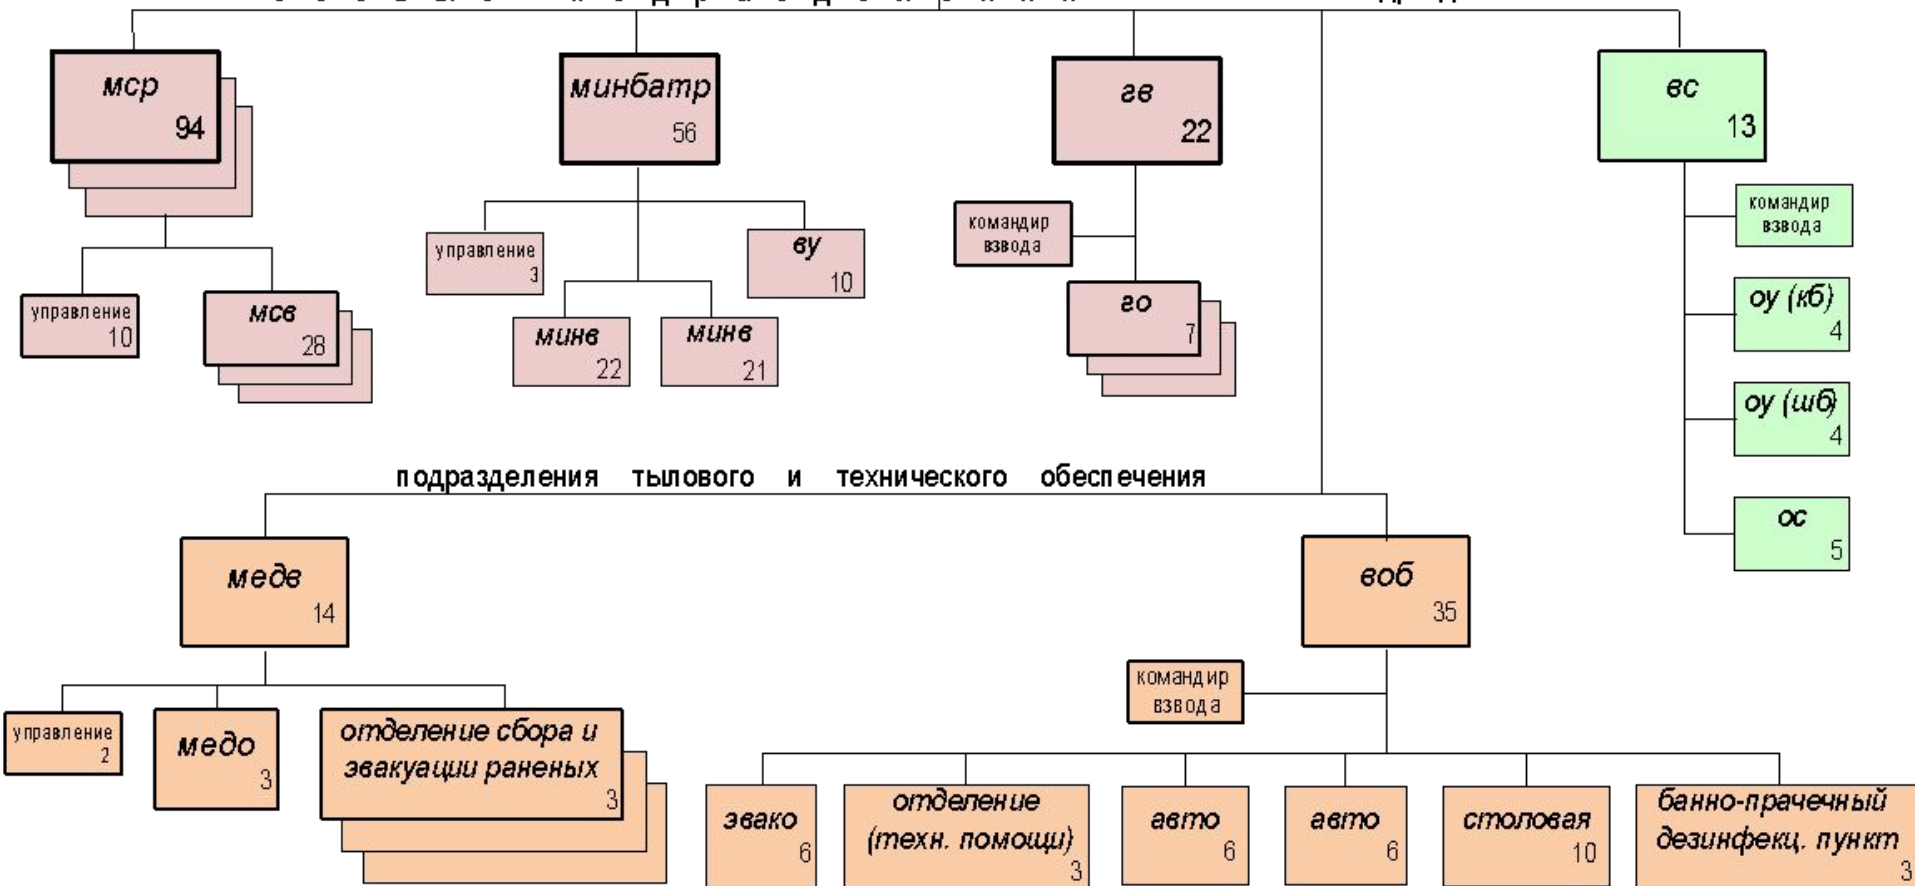 мср
94
минбатр
56
гв
22
вс
13
управление
10
мсв
28
управление
3
минв
22
минв
21
ву
10
командир
взвода
го
7
командир
взвода
оу (кб)
4
оу (шб)
4
ос
5
подразделения тылового и технического обеспечения
медв
14
воб
35
управление
2
медо
3
отделение сбора и
эвакуации раненых
3
командир
взвода
эвако
6
отделение
(техн. помощи)
3
авто
6
авто
6
столовая
10
банно-прачечный
дезинфекц. пункт
3